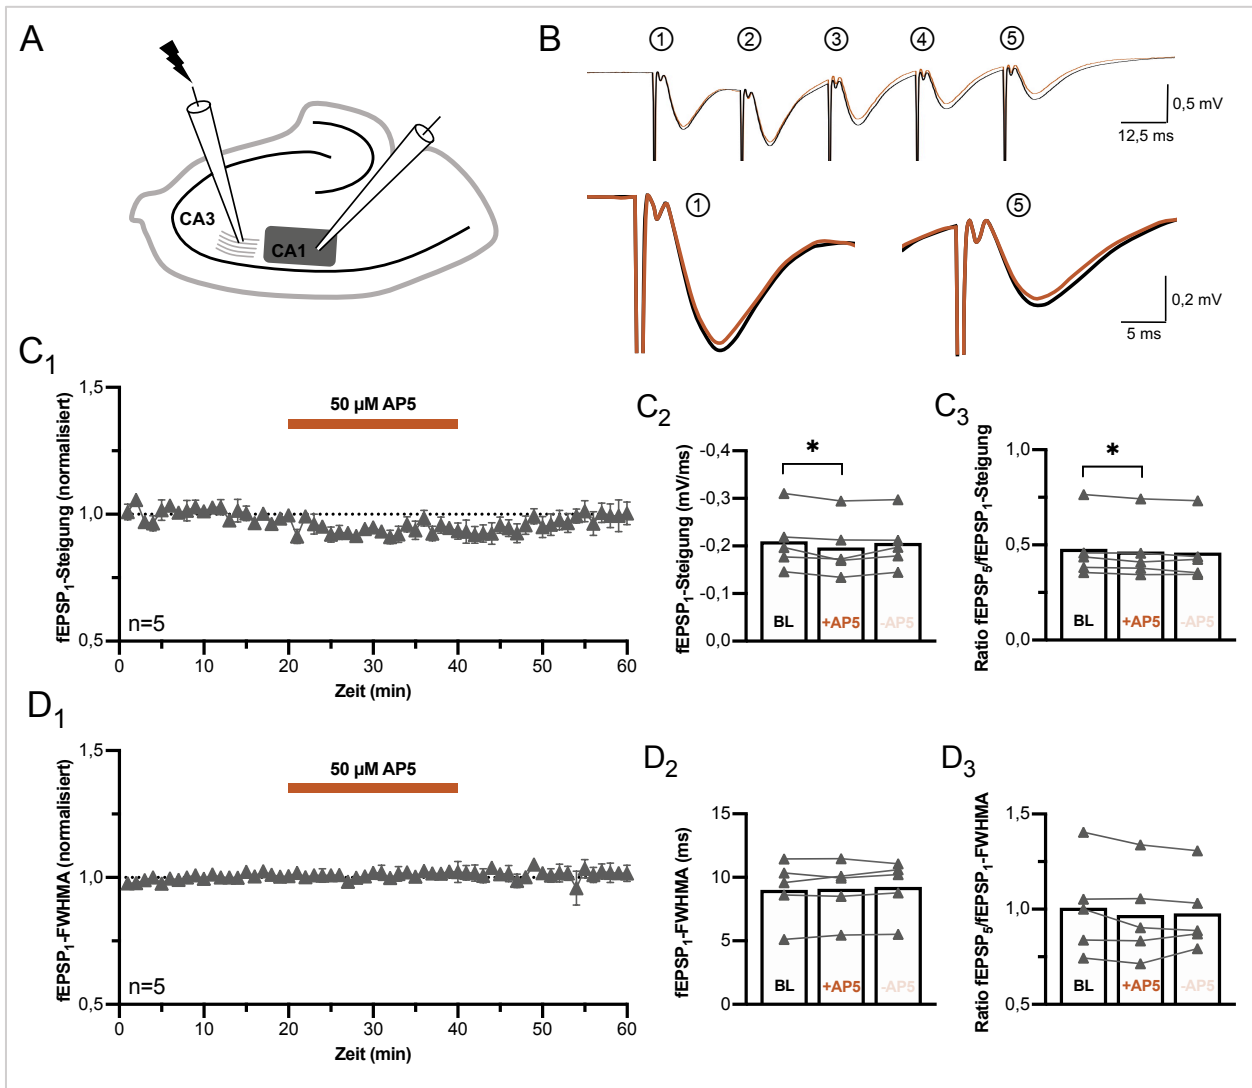 A
CA3
CA1
B
① ② ③ ④ ⑤
0,5 mV
12,5 ms
① ⑤
0,2 mV
5 ms
C1
fEPSP1-Steigung (normalisiert)
1,5
1,0
0,5
50 µM AP5
n=5
0 10 20 30 40 50 60
Zeit (min)
C2
fEPSP1-Steigung (mV/ms)
-0.4
-0,3
-0,2
-0,1
0,0
*
BL +AP5 -AP5
C3
Ratio fEPSP5/fEPSP1-Steigung
1,0
0,5
0,0
*
BL +AP5 -AP5
D1
fEPSP1-FWHMA (normalisiert)
1,5
1,0
0,5
50 µM AP5
n=5
0 10 20 30 40 50 60
Zeit (min)
D2
fEPSP1-FWHMA (ms)
15
10
5
0
BL +AP5 -AP5
D3
Ratio fEPSP5/fEPSP1-FWHMA
1,5
1,0
0,5
BL +AP5 -AP5